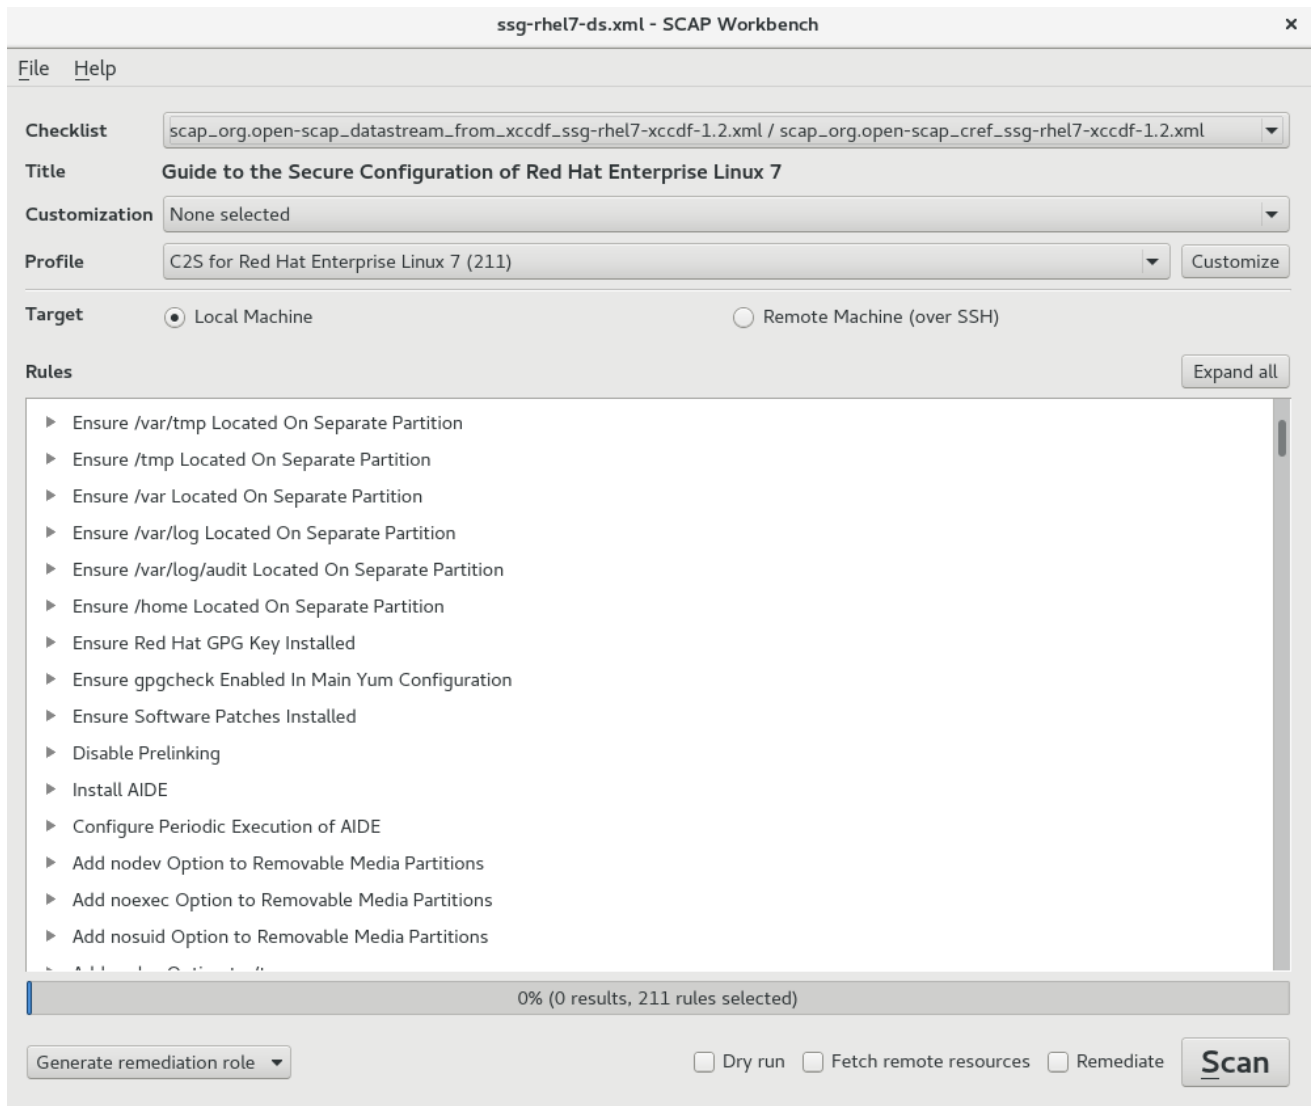 ssg-rhel7-ds.xml - SCAP Workbench
File Help
Checklist scap_org.open-scap_datastream_from_xccdf_ssg-rhel7-xccdf-1.2.xml / scap_org.open-scap_cref_ssg-rhel7-xccdf-1.2.xml
Title Guide to the Secure Configuration of Red Hat Enterprise Linux 7
Customization None selected
Profile C2S for Red Hat Enterprise Linux 7 (211) Customize
Target Local Machine Remote Machine (over SSH)
Rules Expand all
Ensure /var/tmp Located On Separate Partition
Ensure /tmp Located On Separate Partition
Ensure /var Located On Separate Partition
Ensure /var/log Located On Separate Partition
Ensure /var/log/audit Located On Separate Partition
Ensure /home Located On Separate Partition
Ensure Red Hat GPG Key Installed
Ensure gpgcheck Enabled In Main Yum Configuration
Ensure Software Patches Installed
Disable Prelinking
Install AIDE
Configure Periodic Execution of AIDE
Add nodev Option to Removable Media Partitions
Add noexec Option to Removable Media Partitions
Add nosuid Option to Removable Media Partitions
0% (0 results, 211 rules selected)
Generate remediation role Dry run Fetch remote resources Remediate Scan